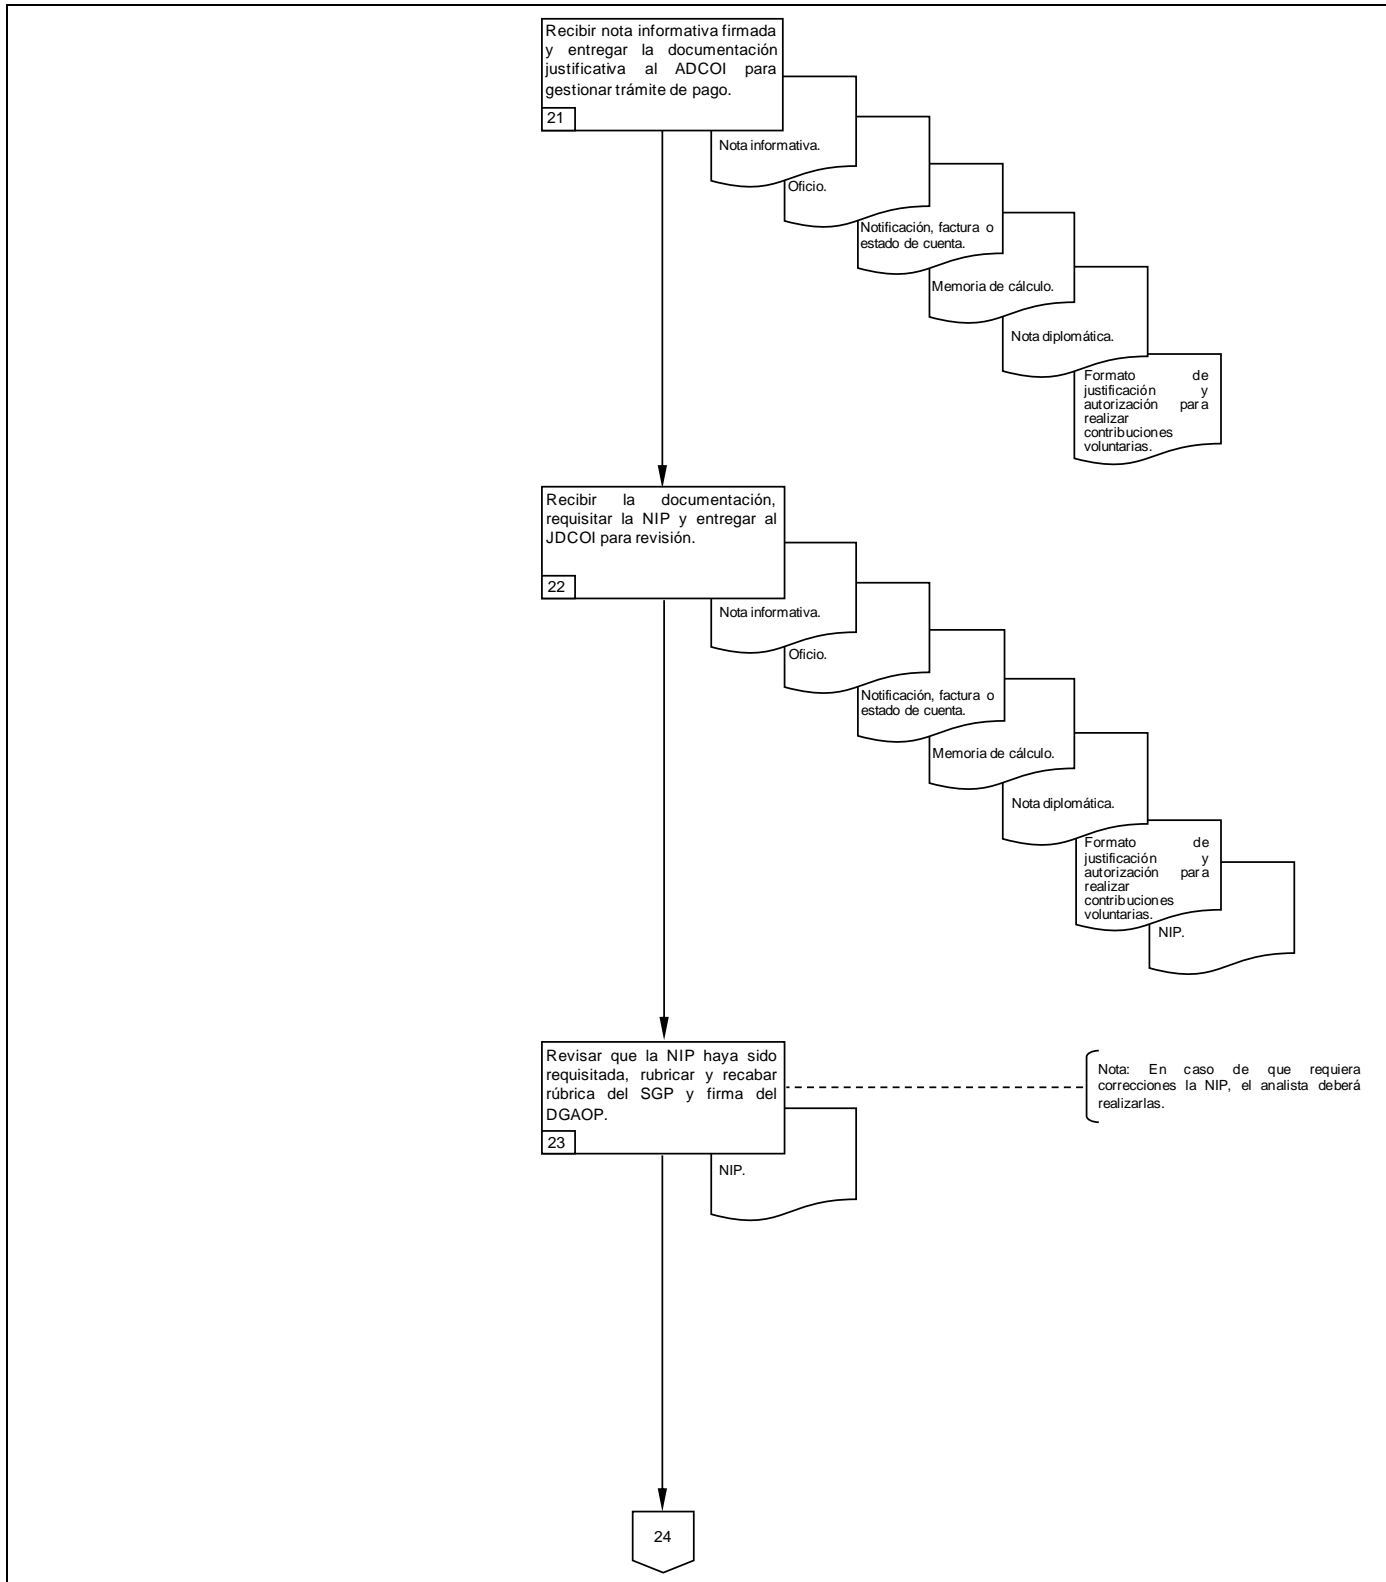 Recibir nota informativa firmada
y entregar la documentación
justificativa al ADCOI para
gestionar trámite de pago.
21
Nota informativa.
Oficio.
Notificación, factura o
estado de cuenta.
Memoria de cálculo.
Nota diplomática.
Formato de
justificación y
autorización para
realizar
contribuciones
voluntarias.
Recibir la documentación,
requisitar la NIP y entregar al
JDCOI para revisión.
22
Nota informativa.
Oficio.
Notificación, factura o
estado de cuenta.
Memoria de cálculo.
Nota diplomática.
Formato de
justificación y
autorización para
realizar
contribuciones
voluntarias.
NIP.
Revisar que la NIP haya sido
requisitada, rubricar y recabar
rúbrica del SGP y firma del
DGAOP.
23
NIP.
Nota: En caso de que requiera
correcciones la NIP, el analista deberá
realizarlas.
24